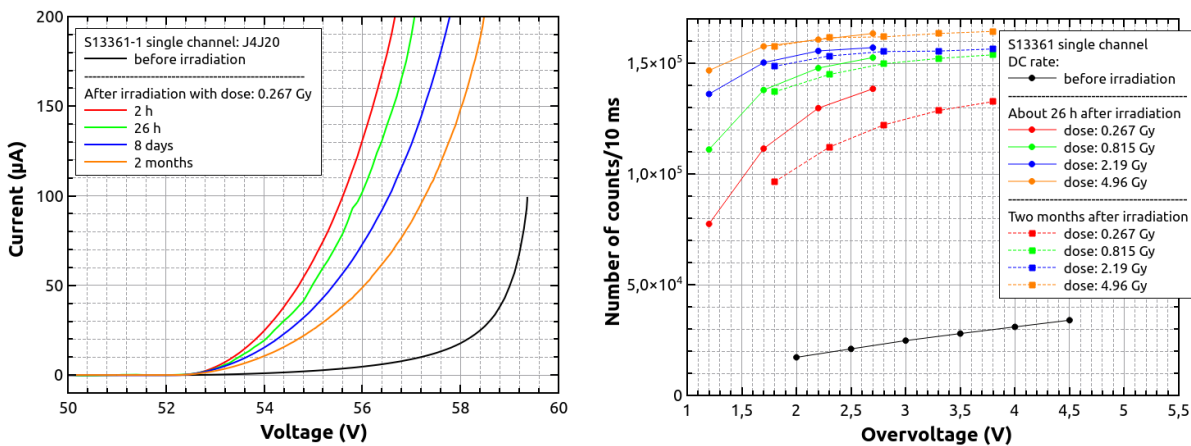 200
150
100
50
0
50
52
54
56
58
60
Current (μA)
Voltage (V)
S13361-1 single channel: J4J20
before irradiation
After irradiation with dose: 0.267 Gy
2 h
26 h
8 days
2 months
1,5×10⁵
1,0×10⁵
5,0×10⁴
0
1
1,5
2
2,5
3
3,5
4
4,5
5
5,5
Number of counts/10 ms
Overvoltage (V)
S13361 single channel
DC rate:
before irradiation
About 26 h after irradiation
dose: 0.267 Gy
dose: 0.815 Gy
dose: 2.19 Gy
dose: 4.96 Gy
Two months after irradiation
dose: 0.267 Gy
dose: 0.815 Gy
dose: 2.19 Gy
dose: 4.96 Gy